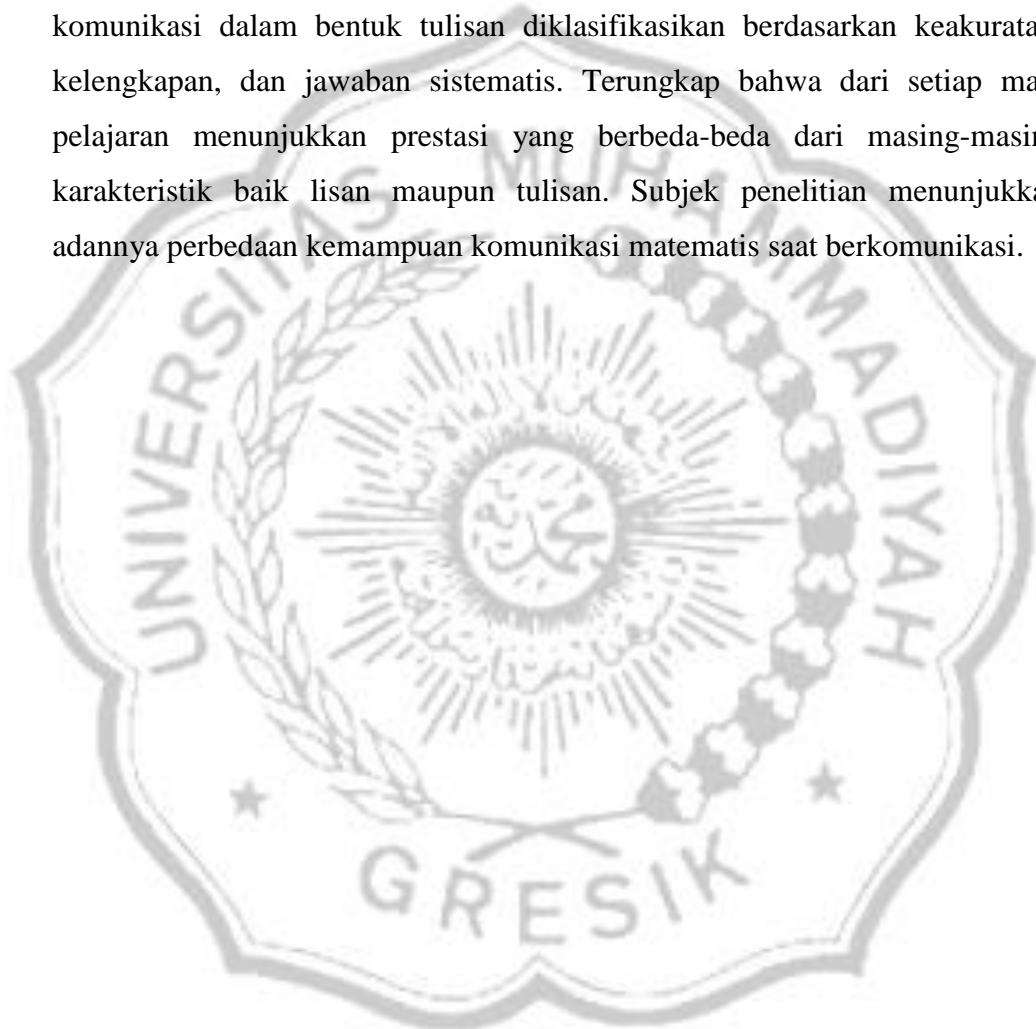 komunikasi dalam bentuk tulisan diklasifikasikan berdasarkan keakurata
kelengkapan, dan jawaban sistematis. Terungkap bahwa dari setiap ma
pelajaran menunjukkan prestasi yang berbeda-beda dari masing-masin
karakteristik baik lisan maupun tulisan. Subjek penelitian menunjukka
adannya perbedaan kemampuan komunikasi matematis saat berkomunikasi.
UNIVERSITAS MUHAMMADIYAH
GRESIK